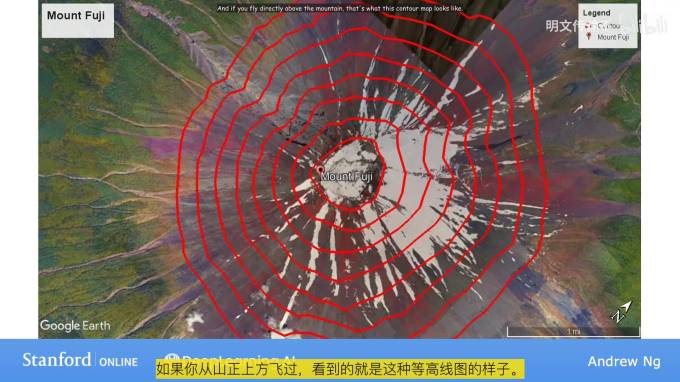 Mount Fuji
And if you fly directly above the mountain, that's what this contour map looks like.
Legend
Mount Fuji
Mount Fuji
Google Earth
1 mi
Stanford | ONLINE
DeepLearning.AI
Andrew Ng
如果你从山正上方飞过，看到的就是这种等高线图的样子。